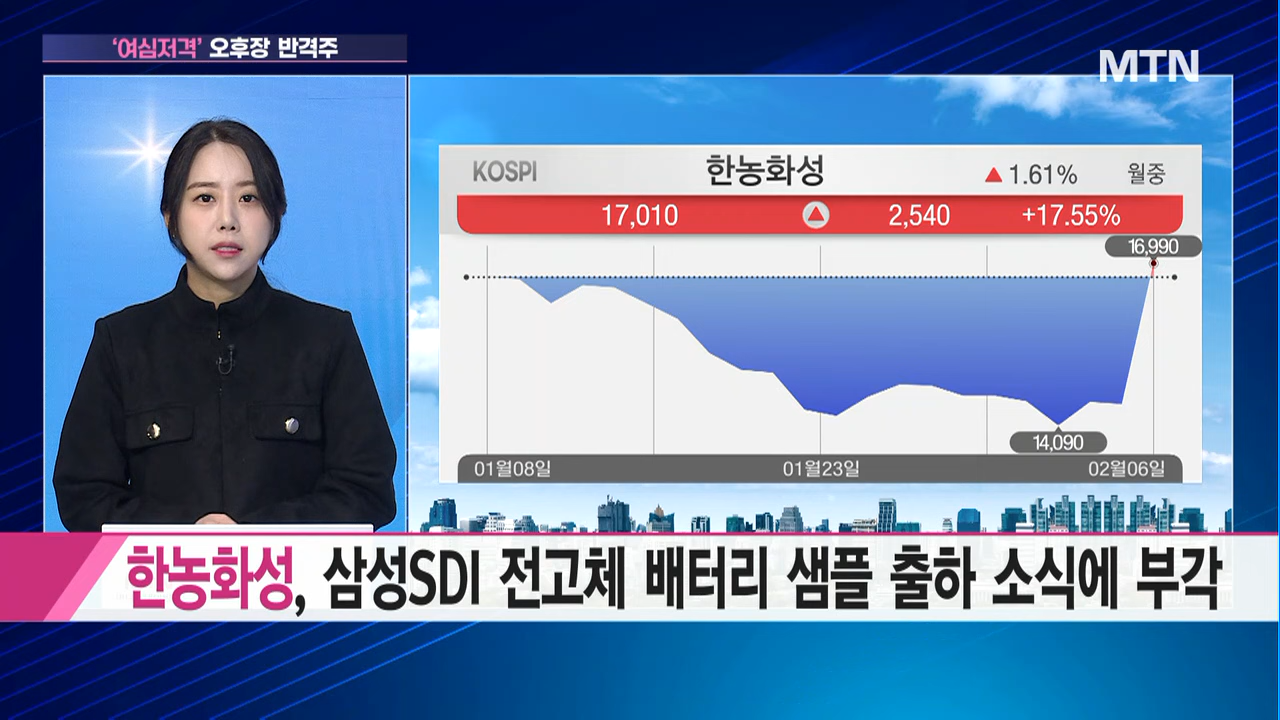 ‘여심저격’ 오후장 반격주
MTN
KOSPI 한농화성 ▲1.61% 월중
17,010 ▲ 2,540 +17.55%
16,990
14,090
01월08일 01월23일 02월06일
한농화성, 삼성SDI 전고체 배터리 샘플 출하 소식에 부각